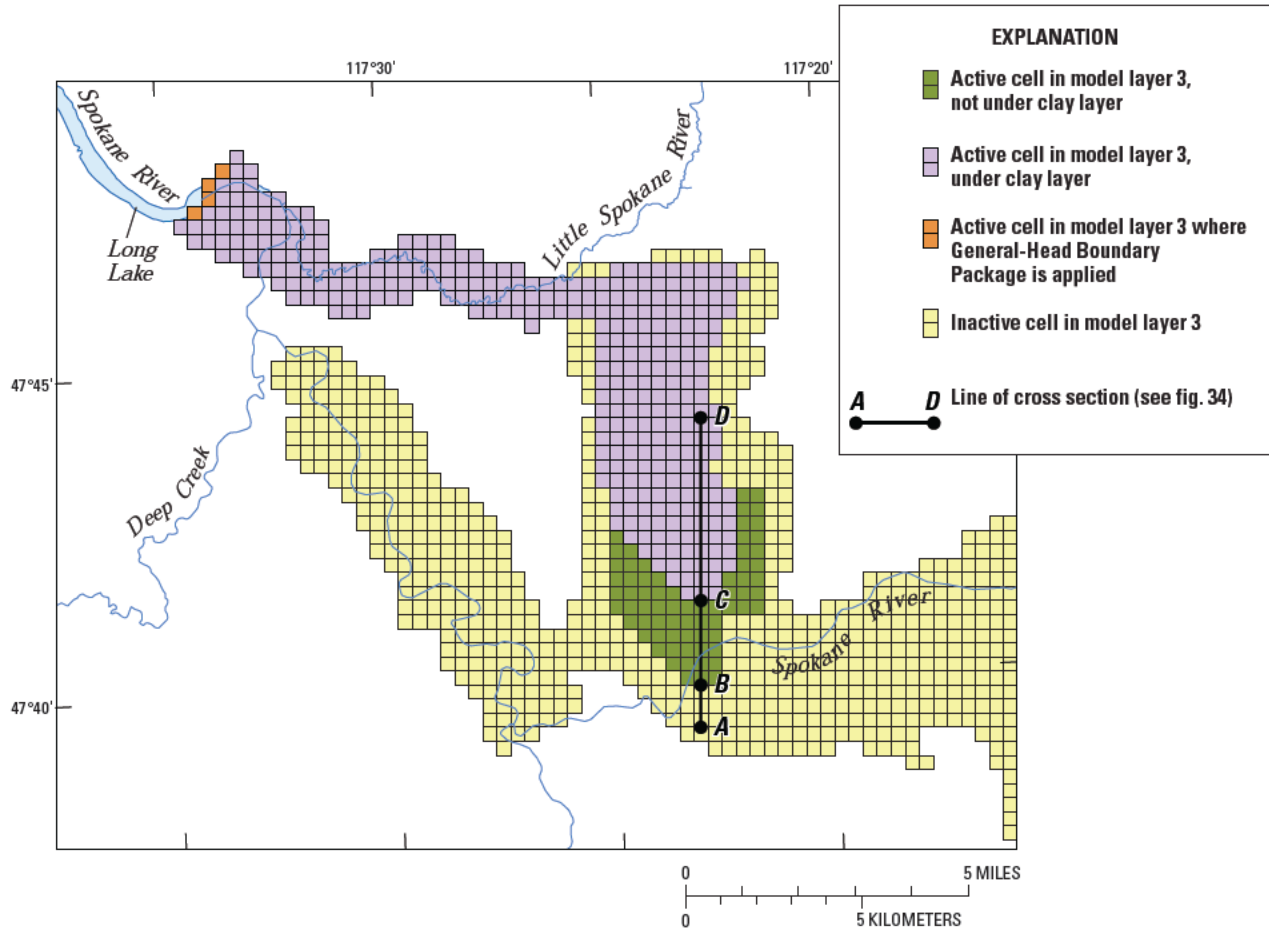 EXPLANATION
Active cell in model layer 3,
not under clay layer
Active cell in model layer 3,
under clay layer
Active cell in model layer 3 where
General-Head Boundary
Package is applied
Inactive cell in model layer 3
A D Line of cross section (see fig. 34)
117°30' 117°20'
Spokane River
Long
Lake
Little Spokane River
47°45'
Deep Creek
D
C
Spokane River
B
47°40'
A
0 5 MILES
0 5 KILOMETERS